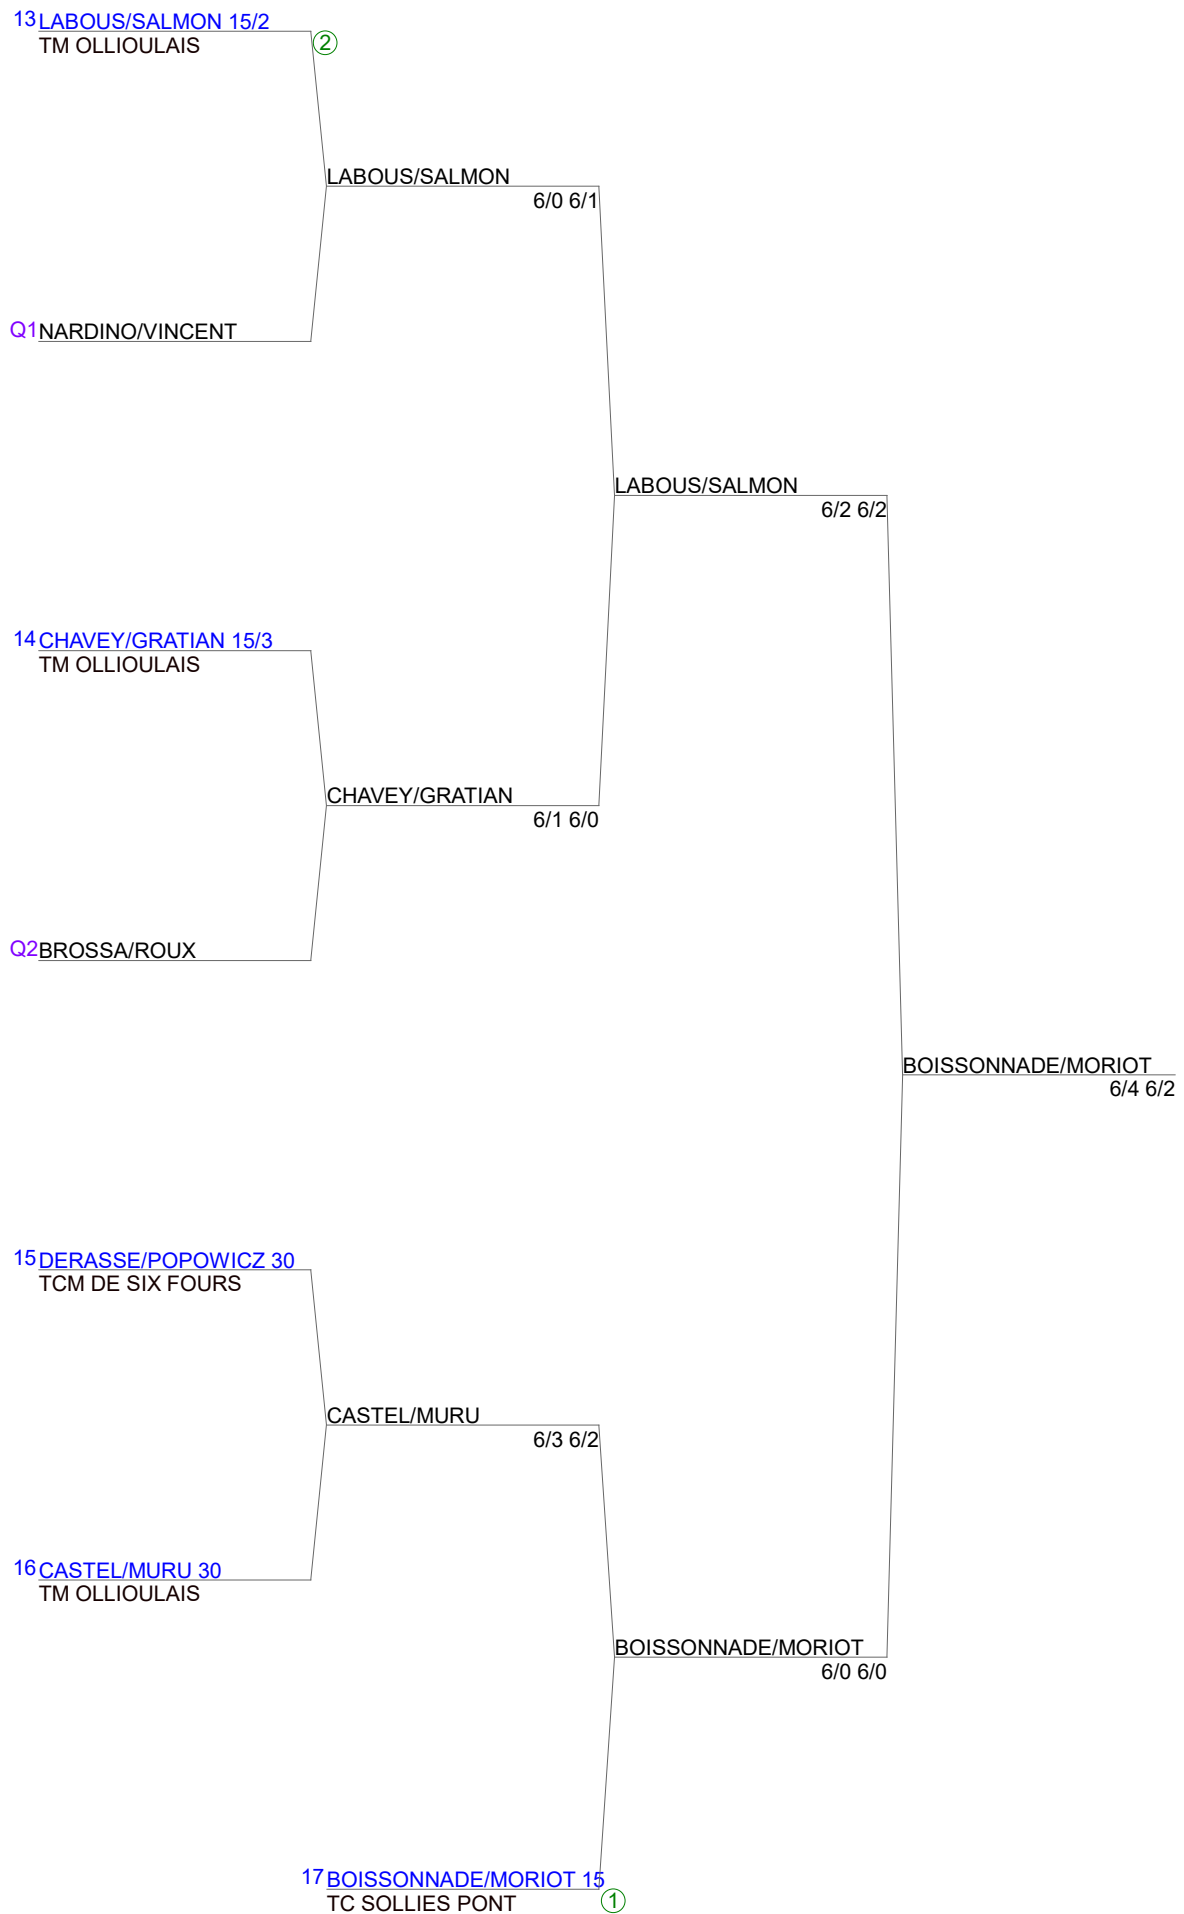 13 LABOUS/SALMON 15/2
TM OLLIOULAIS
2
LABOUS/SALMON
6/0 6/1
Q1 NARDINO/VINCENT
LABOUS/SALMON
6/2 6/2
14 CHAVEY/GRATIAN 15/3
TM OLLIOULAIS
CHAVEY/GRATIAN
6/1 6/0
Q2 BROSSA/ROUX
BOISSONNADE/MORIOT
6/4 6/2
15 DERASSE/POPOWICZ 30
TCM DE SIX FOURS
CASTEL/MURU
6/3 6/2
16 CASTEL/MURU 30
TM OLLIOULAIS
BOISSONNADE/MORIOT
6/0 6/0
17 BOISSONNADE/MORIOT 15
TC SOLLIES PONT
1